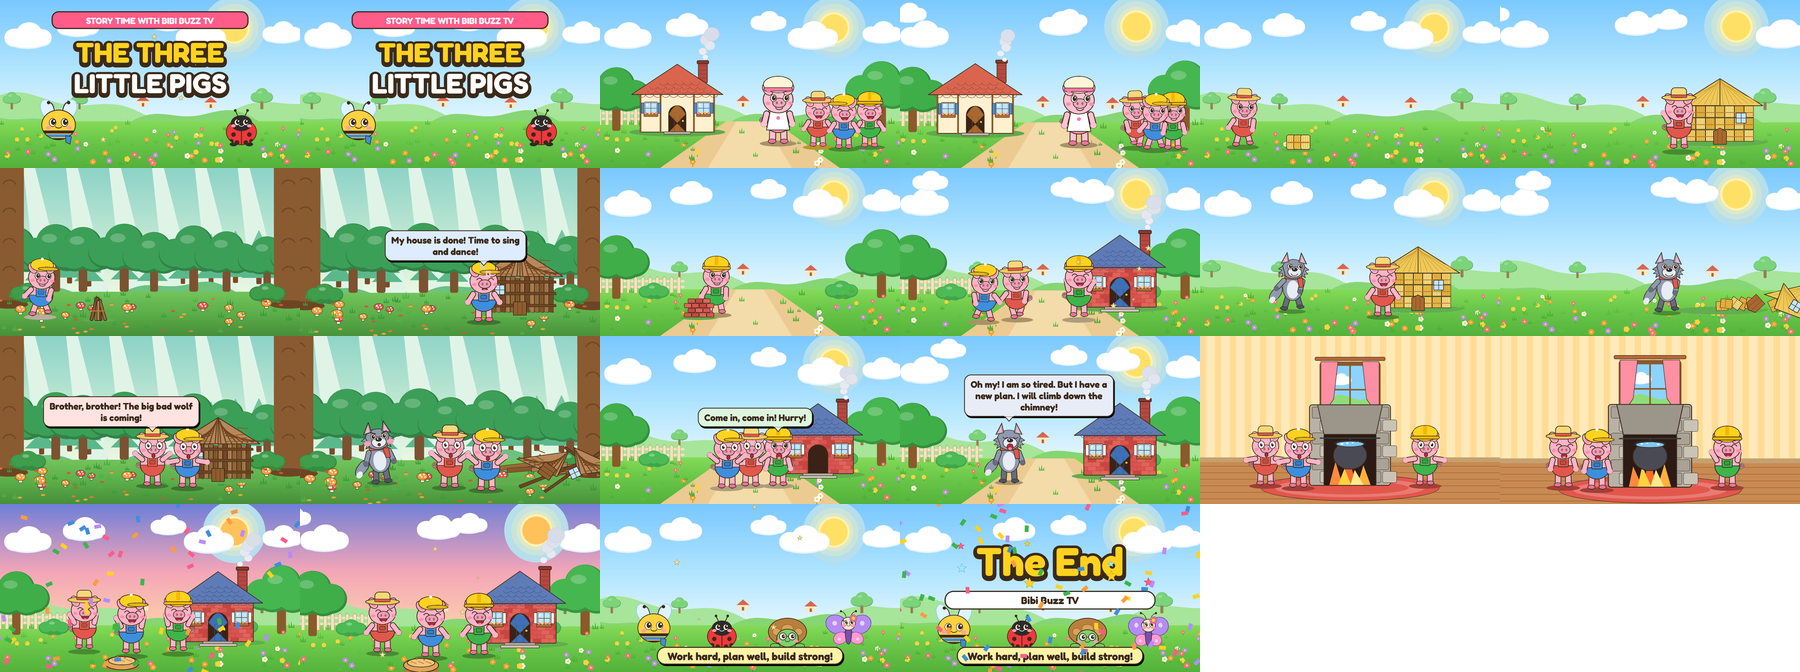 STORY TIME WITH BIBI BUZZ TV
THE THREE
LITTLE PIGS
STORY TIME WITH BIBI BUZZ TV
THE THREE
LITTLE PIGS
My house is done! Time to sing
and dance!
Brother, brother! The big bad wolf
is coming!
Come in, come in! Hurry!
Oh my! I am so tired. But I have a
new plan. I will climb down the
chimney!
Work hard, plan well, build strong!
The End
Bibi Buzz TV
Work hard, plan well, build strong!